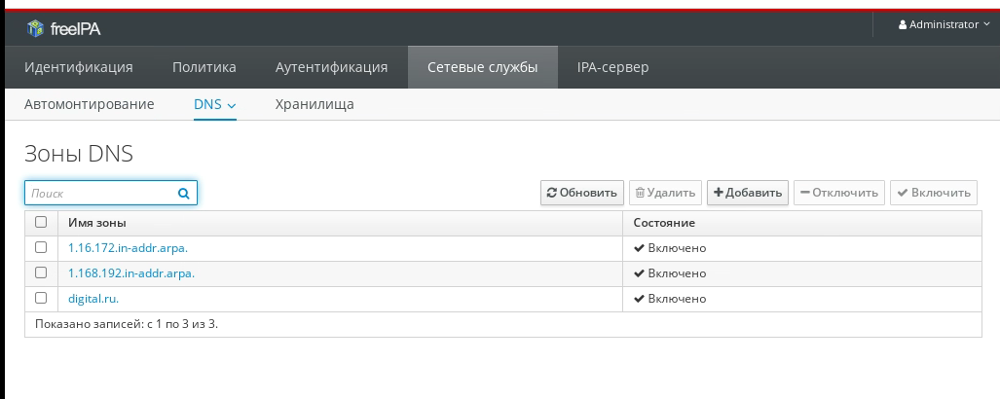 freeIPA Administrator
Идентификация Политика Аутентификация Сетевые службы IPA-сервер
Автомонтирование DNS Хранилища
Зоны DNS
Поиск Обновить Удалить Добавить Отключить Включить
Имя зоны Состояние
1.16.172.in-addr.arpa. Включено
1.168.192.in-addr.arpa. Включено
digital.ru. Включено
Показано записей: с 1 по 3 из 3.